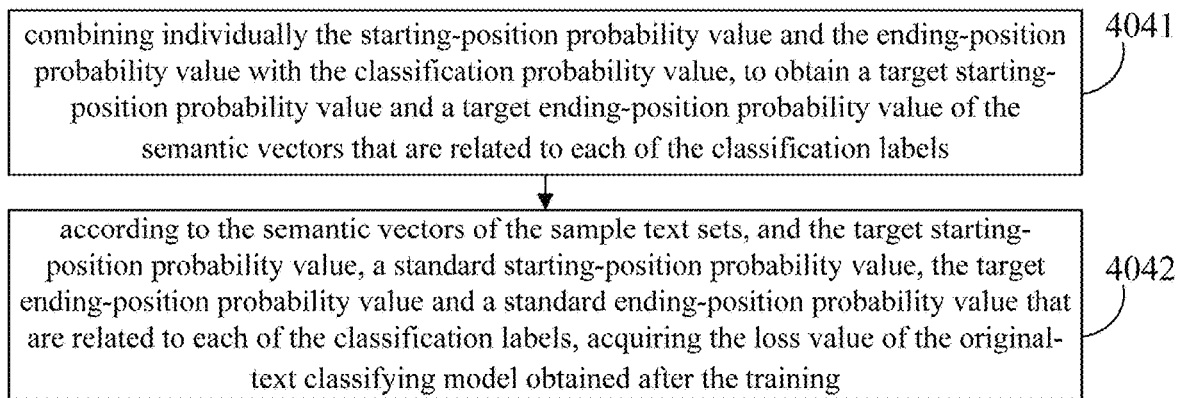 combining individually the starting-position probability value and the ending-position
probability value with the classification probability value, to obtain a target starting-
position probability value and a target ending-position probability value of the
semantic vectors that are related to each of the classification labels
4041
according to the semantic vectors of the sample text sets, and the target starting-
position probability value, a standard starting-position probability value, the target
ending-position probability value and a standard ending-position probability value that
are related to each of the classification labels, acquiring the loss value of the original-
text classifying model obtained after the training
4042